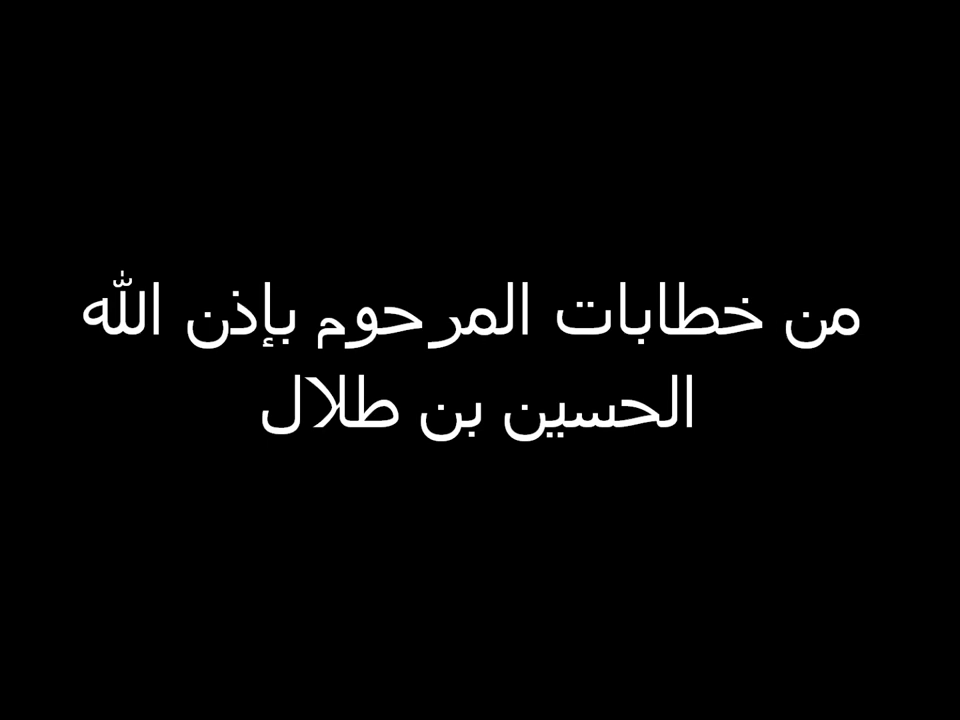 من خطابات المرحوم بإذن الله
الحسين بن طلال